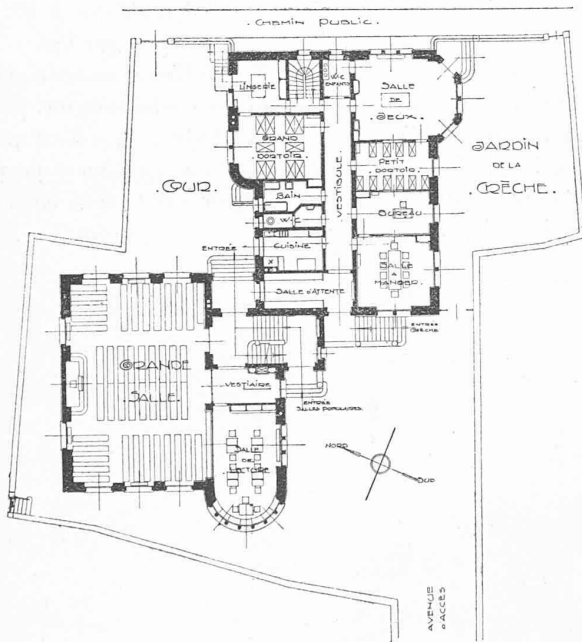 . CHEMIN PUBLIC .
LINGERIE
W-C
ENFANTS
SALLE
DE
JEUX.
GRAND
DORTOIR
. COUR .
BAIN
W-C
CUISINE
SALLE D'ATTENTE
VESTIBULE
PETIT
DORTOIR
BUREAU
SALLE
A
MANGER.
JARDIN
DE LA
CRÈCHE.
ENTRÉE
ENTRÉE
CRÈCHE
GRANDE
SALLE.
VESTIAIRE
ENTRÉE
SALLES POPULAIRES
SALLE
DE
LECTURE
NORD
SUD
AVENUE
D'ACCÈS